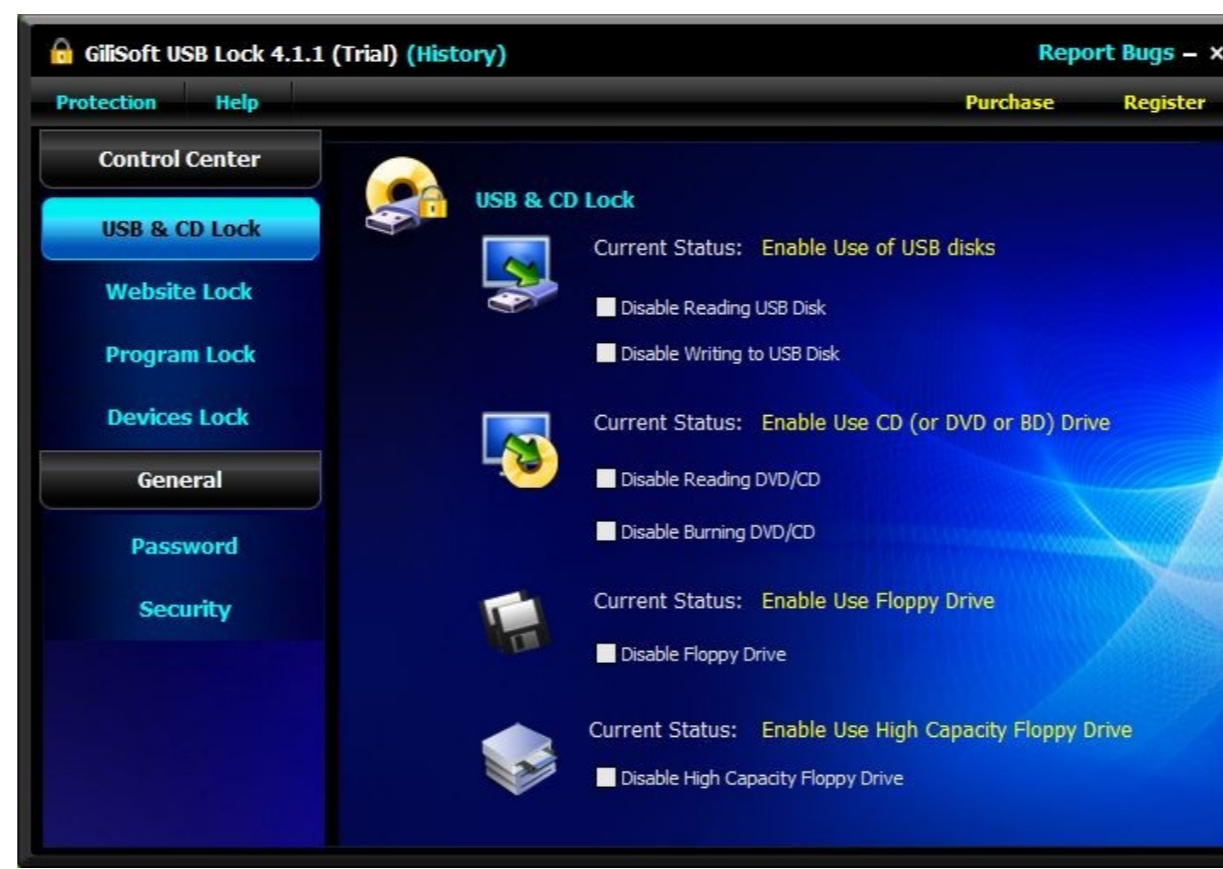 GiliSoft USB Lock 4.1.1 (Trial) (History) Report Bugs – ×
Protection Help Purchase Register
Control Center
USB & CD Lock
Website Lock
Program Lock
Devices Lock
General
Password
Security
USB & CD Lock
Current Status: Enable Use of USB disks
Disable Reading USB Disk
Disable Writing to USB Disk
Current Status: Enable Use CD (or DVD or BD) Drive
Disable Reading DVD/CD
Disable Burning DVD/CD
Current Status: Enable Use Floppy Drive
Disable Floppy Drive
Current Status: Enable Use High Capacity Floppy Drive
Disable High Capacity Floppy Drive